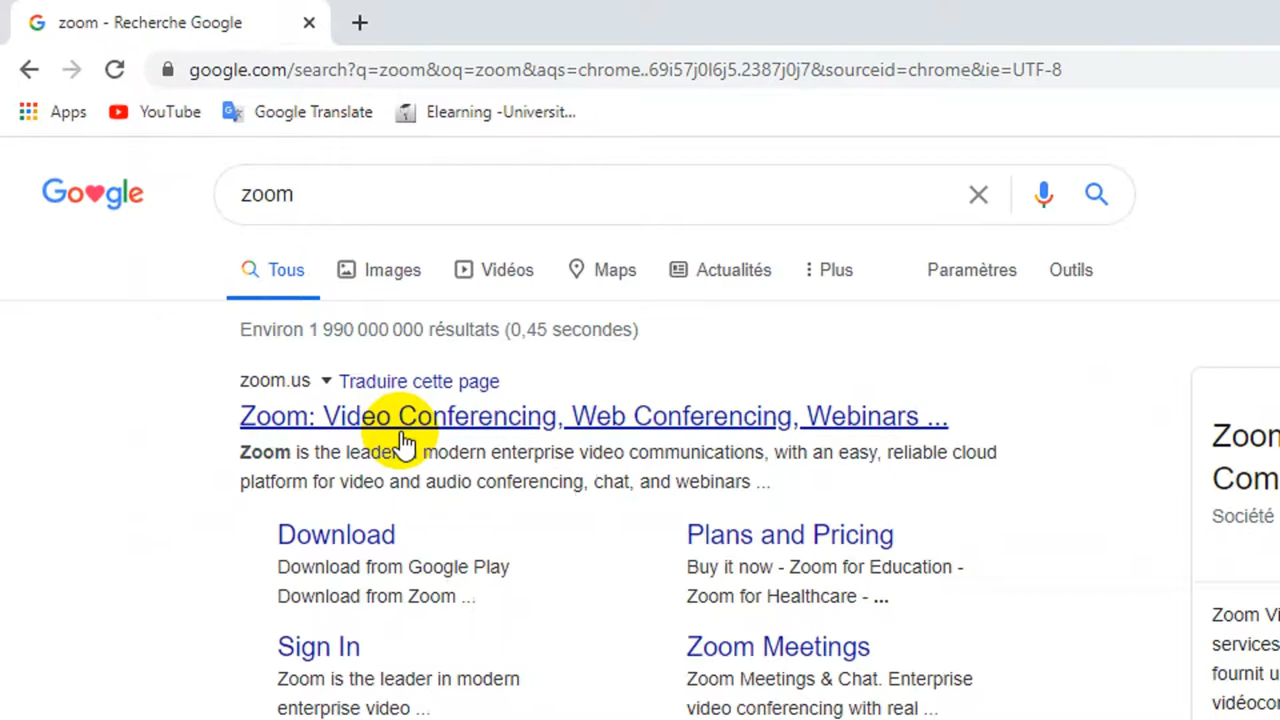 zoom - Recherche Google
google.com/search?q=zoom&oq=zoom&aqs=chrome..69i57j0l6j5.2387j0j7&sourceid=chrome&ie=UTF-8
Apps YouTube Google Translate Elearning -Universit...
Google zoom
Tous Images Vidéos Maps Actualités Plus Paramètres Outils
Environ 1 990 000 000 résultats (0,45 secondes)
zoom.us Traduire cette page
Zoom: Video Conferencing, Web Conferencing, Webinars ...
Zoom is the leader modern enterprise video communications, with an easy, reliable cloud
platform for video and audio conferencing, chat, and webinars ...
Download
Download from Google Play
Download from Zoom ...
Plans and Pricing
Buy it now - Zoom for Education -
Zoom for Healthcare - ...
Sign In
Zoom is the leader in modern
enterprise video ...
Zoom Meetings
Zoom Meetings & Chat. Enterprise
video conferencing with real ...
Zoom
Com
Société
Zoom Vi
services
fournit u
vidéocon